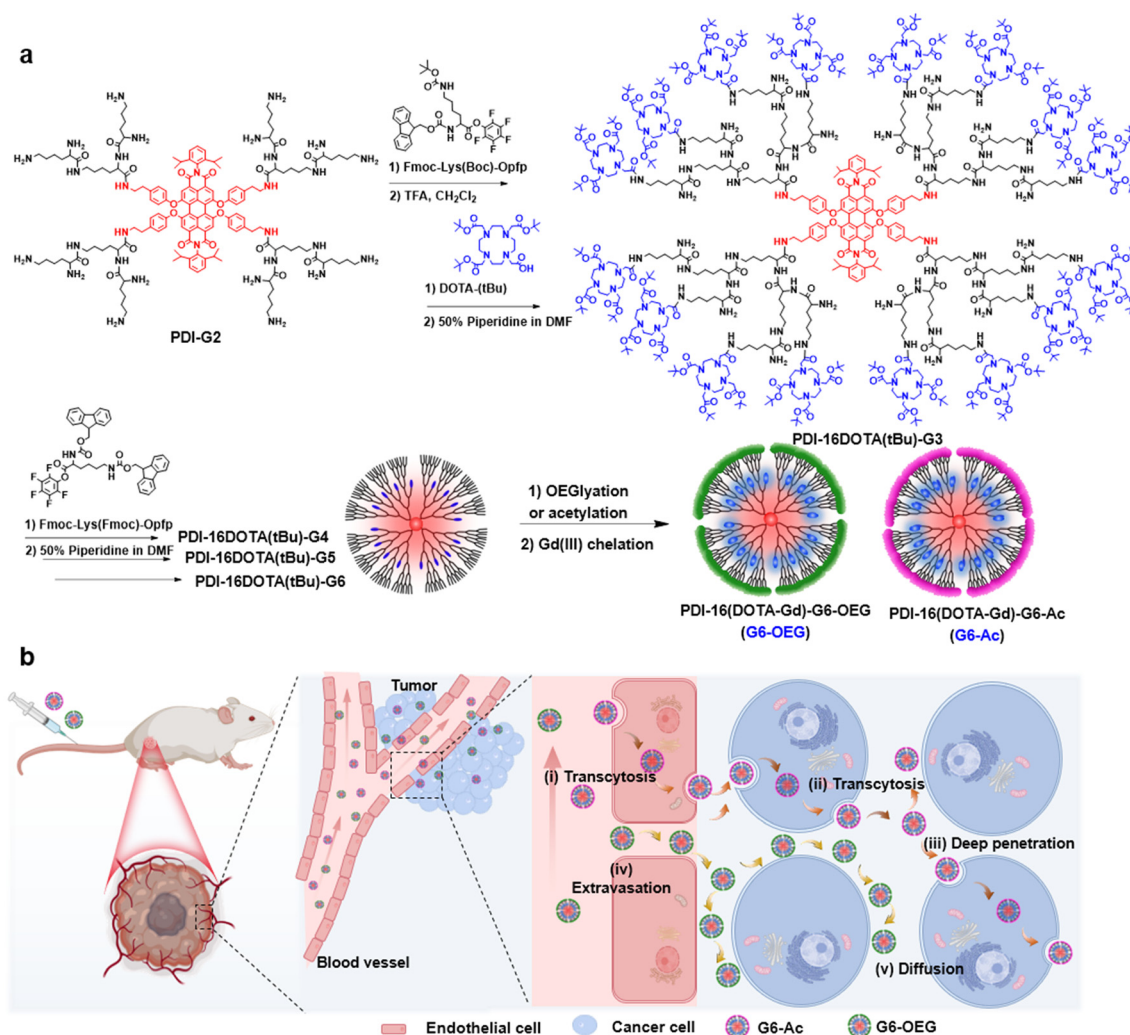 a
PDI-G2
1) Fmoc-Lys(Boc)-Opfp
2) TFA, CH2Cl2
1) DOTA-(tBu)
2) 50% Piperidine in DMF
PDI-16DOTA(tBu)-G3
1) Fmoc-Lys(Fmoc)-Opfp
2) 50% Piperidine in DMF
PDI-16DOTA(tBu)-G4
PDI-16DOTA(tBu)-G5
PDI-16DOTA(tBu)-G6
1) OEGlyation
or acetylation
2) Gd(III) chelation
PDI-16(DOTA-Gd)-G6-OEG
(G6-OEG)
PDI-16(DOTA-Gd)-G6-Ac
(G6-Ac)
b
Tumor
Blood vessel
(i) Transcytosis
(ii) Transcytosis
(iii) Deep penetration
(iv)
Extravasation
(v) Diffusion
Endothelial cell
Cancer cell
G6-Ac
G6-OEG